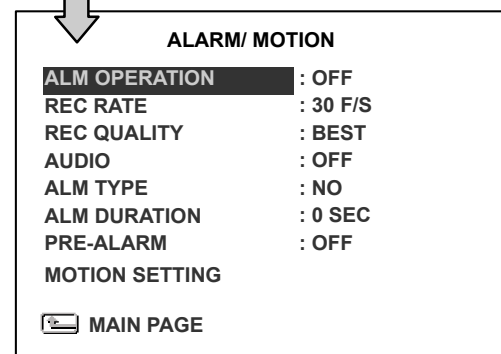 ALARM/ MOTION
ALM OPERATION : OFF
REC RATE : 30 F/S
REC QUALITY : BEST
AUDIO : OFF
ALM TYPE : NO
ALM DURATION : 0 SEC
PRE-ALARM : OFF
MOTION SETTING
MAIN PAGE